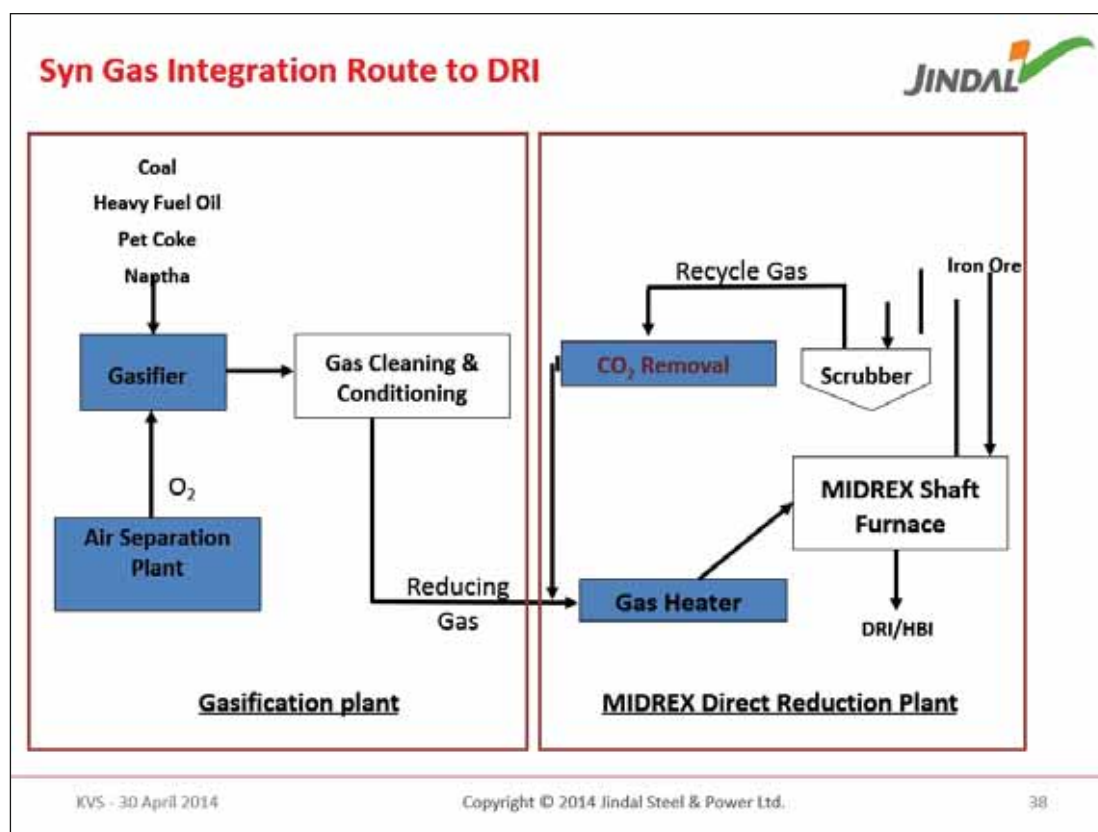 Syn Gas Integration Route to DRI
JINDAL
Coal
Heavy Fuel Oil
Pet Coke
Naptha
Gasifier
Gas Cleaning &
Conditioning
O₂
Air Separation
Plant
Reducing
Gas
Gasification plant
Recycle Gas
Iron Ore
CO₂ Removal
Scrubber
MIDREX Shaft
Furnace
Gas Heater
DRI/HBI
MIDREX Direct Reduction Plant
KVS - 30 April 2014
Copyright © 2014 Jindal Steel & Power Ltd.
38